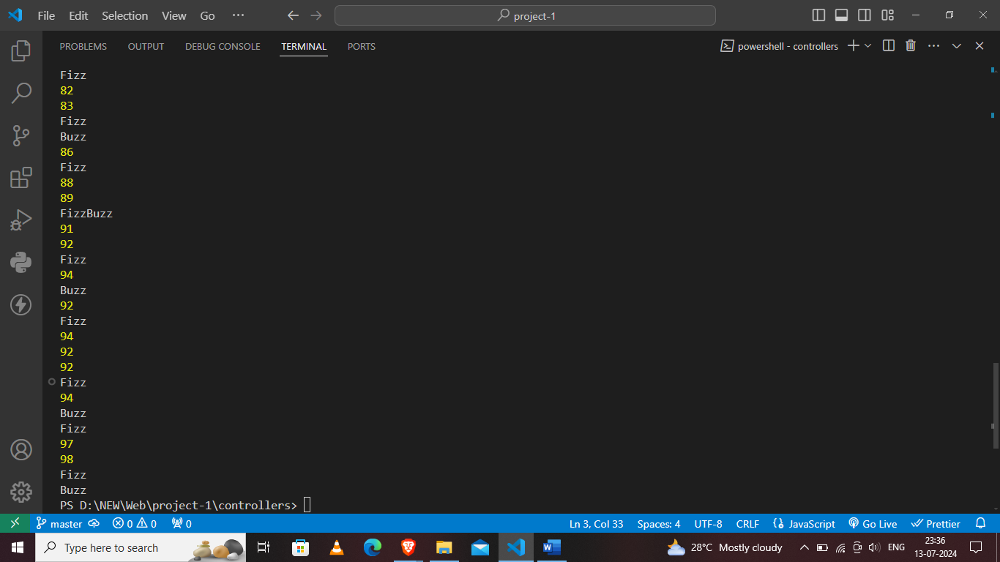 File Edit Selection View Go ··· project-1
PROBLEMS OUTPUT DEBUG CONSOLE TERMINAL PORTS powershell - controllers
Fizz
82
83
Fizz
Buzz
86
Fizz
88
89
FizzBuzz
91
92
Fizz
94
Buzz
92
Fizz
94
92
92
Fizz
94
Buzz
Fizz
97
98
Fizz
Buzz
PS D:\NEW\Web\project-1\controllers>
master 0 0 0 Ln 3, Col 33 Spaces: 4 UTF-8 CRLF JavaScript Go Live Prettier
Type here to search 28°C Mostly cloudy ENG 23:36
13-07-2024